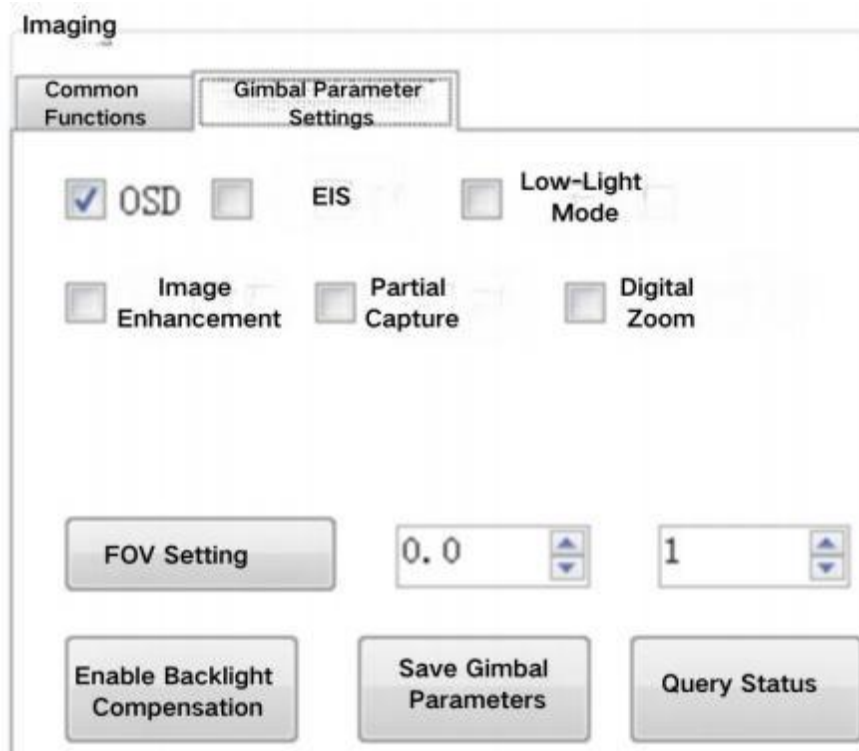 Imaging
Common
Functions
Gimbal Parameter
Settings
OSD
EIS
Low-Light
Mode
Image
Enhancement
Partial
Capture
Digital
Zoom
FOV Setting
0.0
1
Enable Backlight
Compensation
Save Gimbal
Parameters
Query Status